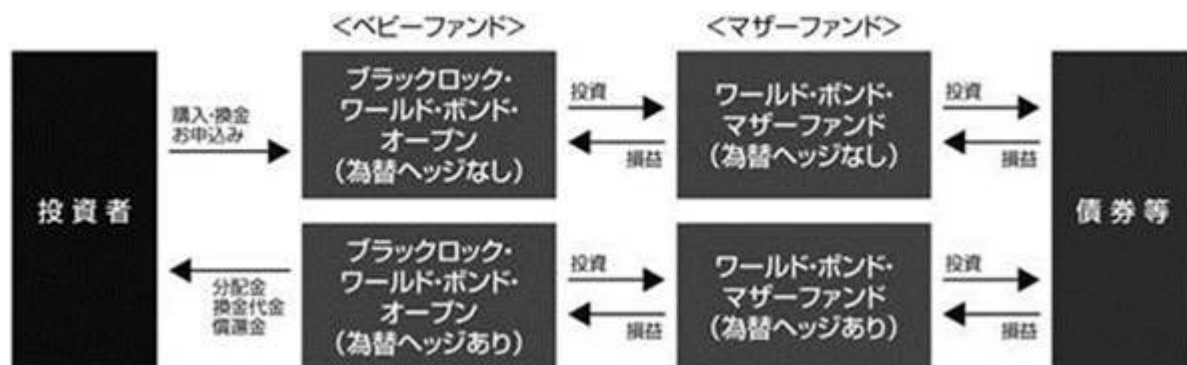 <ベビーファンド>
<マザーファンド>
投資者
購入・換金
お申込み
分配金
換金代金
償還金
ブラックロック・
ワールド・ボンド・
オープン
(為替ヘッジなし)
投資
損益
ワールド・ボンド・
マザーファンド
(為替ヘッジなし)
投資
損益
ブラックロック・
ワールド・ボンド・
オープン
(為替ヘッジあり)
投資
損益
ワールド・ボンド・
マザーファンド
(為替ヘッジあり)
投資
損益
債券等